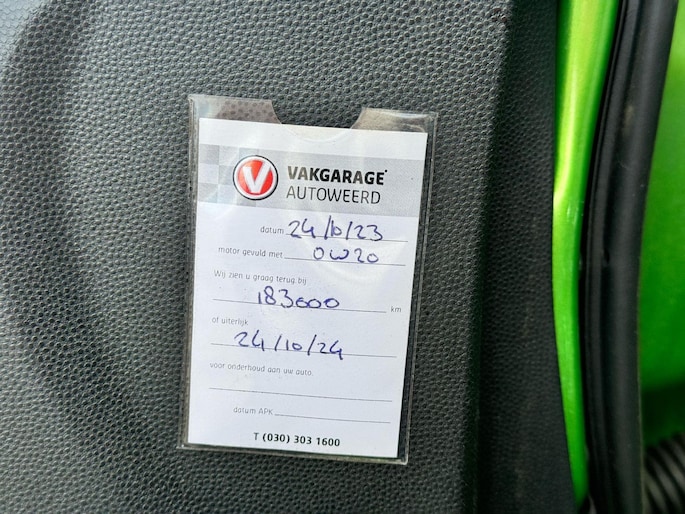 V
VAKGARAGE
AUTOWEERD
datum 24/10/23
motor gevuld met 0W20
Wij zien u graag terug bij
183000 km
of uiterlijk
24/10/24
voor onderhoud aan uw auto.
datum APK
T (030) 303 1600